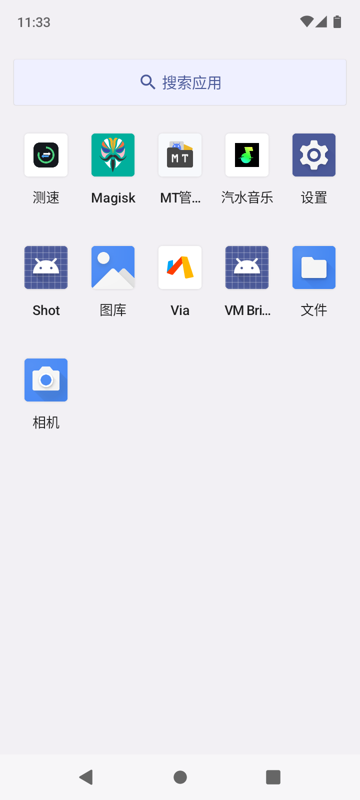 11:33
搜索应用
测速
Magisk
MT管...
汽水音乐
设置
Shot
图库
Via
VM Bri...
文件
相机